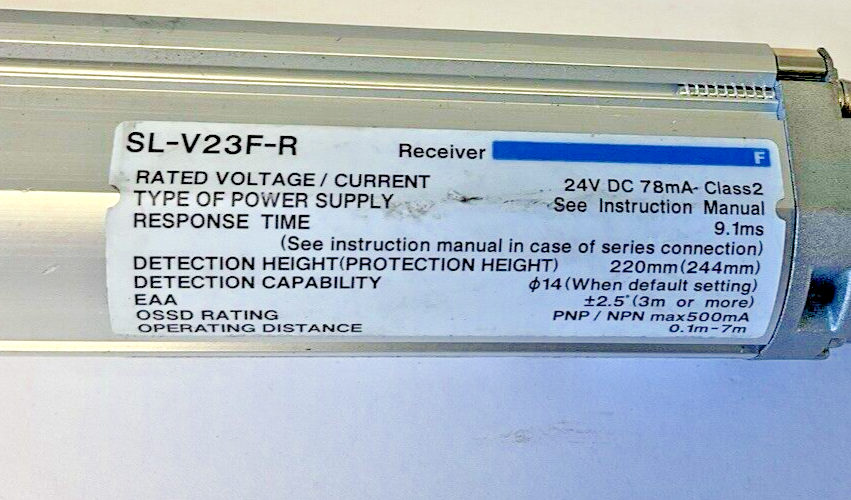 SL-V23F-R Receiver F
RATED VOLTAGE / CURRENT 24V DC 78mA- Class2
TYPE OF POWER SUPPLY See Instruction Manual
RESPONSE TIME 9.1ms
(See instruction manual in case of series connection)
DETECTION HEIGHT(PROTECTION HEIGHT) 220mm(244mm)
DETECTION CAPABILITY ϕ14(When default setting)
EAA ±2.5°(3m or more)
OSSD RATING PNP / NPN max500mA
OPERATING DISTANCE 0.1m-7m